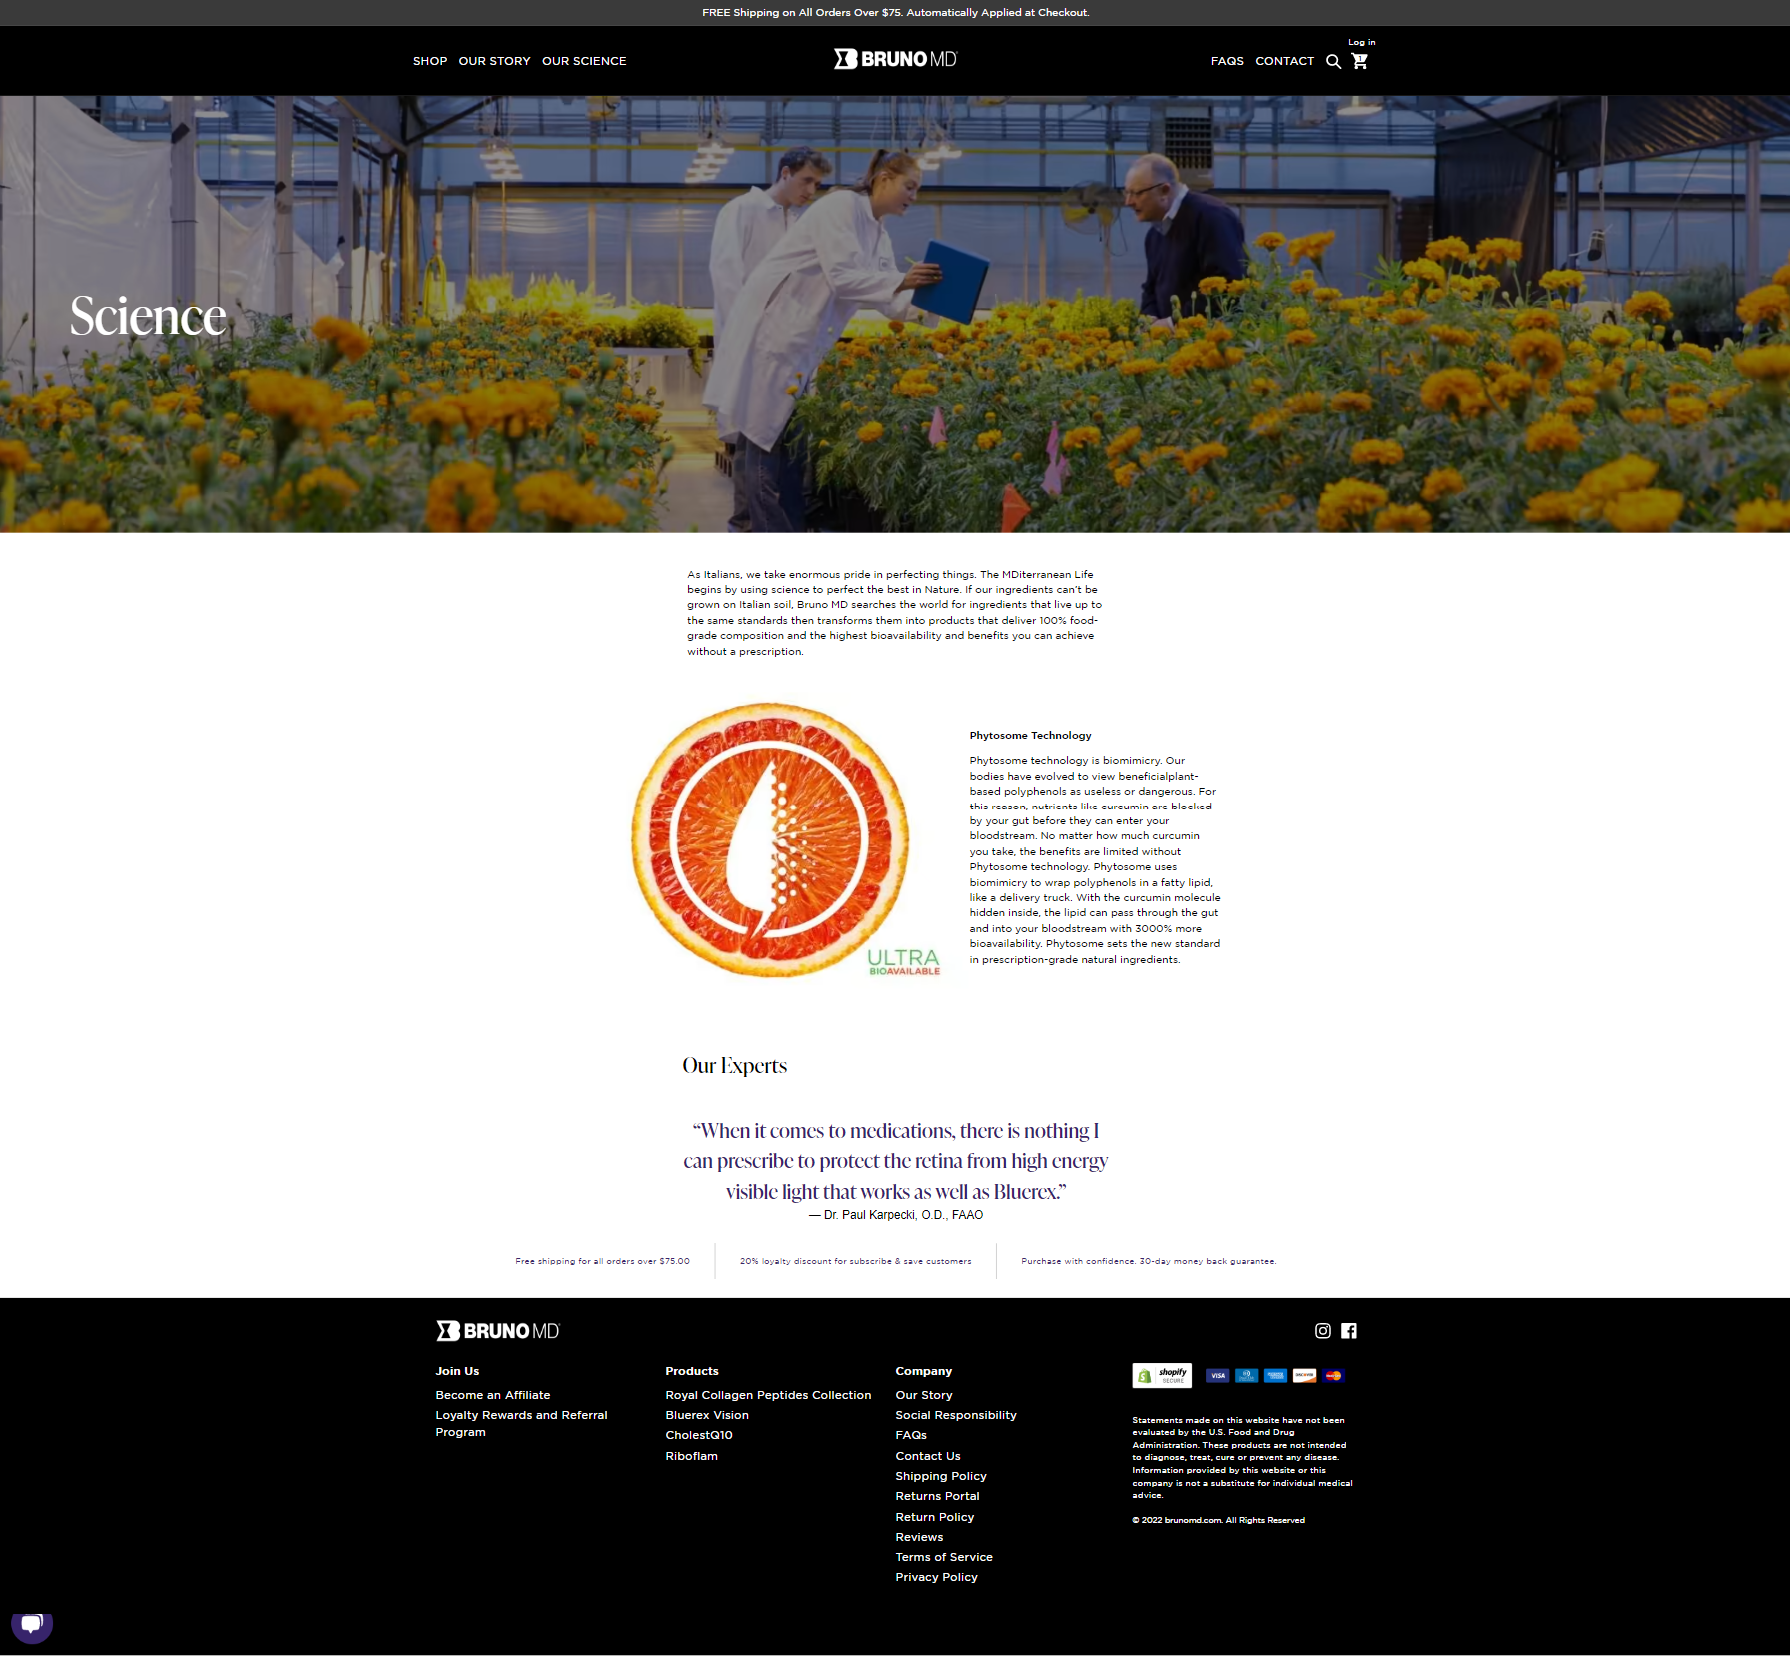 FREE Shipping on All Orders Over $75. Automatically Applied at Checkout.
SHOP OUR STORY OUR SCIENCE
BRUNO MD
Log in
FAQS CONTACT
Science
As Italians, we take enormous pride in perfecting things. The MDiterranean Life
begins by using science to perfect the best in Nature. If our ingredients can't be
grown on Italian soil, Bruno MD searches the world for ingredients that live up to
the same standards then transforms them into products that deliver 100% food-
grade composition and the highest bioavailability and benefits you can achieve
without a prescription.
ULTRA
BIOAVAILABLE
Phytosome Technology
Phytosome technology is biomimicry. Our
bodies have evolved to view beneficialplant-
based polyphenols as useless or dangerous. For
this reason, nutrients like curcumin are blocked
by your gut before they can enter your
bloodstream. No matter how much curcumin
you take, the benefits are limited without
Phytosome technology. Phytosome uses
biomimicry to wrap polyphenols in a fatty lipid,
like a delivery truck. With the curcumin molecule
hidden inside, the lipid can pass through the gut
and into your bloodstream with 3000% more
bioavailability. Phytosome sets the new standard
in prescription-grade natural ingredients.
Our Experts
“When it comes to medications, there is nothing I
can prescribe to protect the retina from high energy
visible light that works as well as Bluerex.”
— Dr. Paul Karpecki, O.D., FAAO
Free shipping for all orders over $75.00
20% loyalty discount for subscribe & save customers
Purchase with confidence. 30-day money back guarantee.
BRUNO MD
Join Us
Become an Affiliate
Loyalty Rewards and Referral
Program
Products
Royal Collagen Peptides Collection
Bluerex Vision
CholestQ10
Riboflam
Company
Our Story
Social Responsibility
FAQs
Contact Us
Shipping Policy
Returns Portal
Return Policy
Reviews
Terms of Service
Privacy Policy
shopify
SECURE
VISA
DISCOVER
Statements made on this website have not been
evaluated by the U.S. Food and Drug
Administration. These products are not intended
to diagnose, treat, cure or prevent any disease.
Information provided by this website or this
company is not a substitute for individual medical
advice.
© 2022 brunomd.com. All Rights Reserved